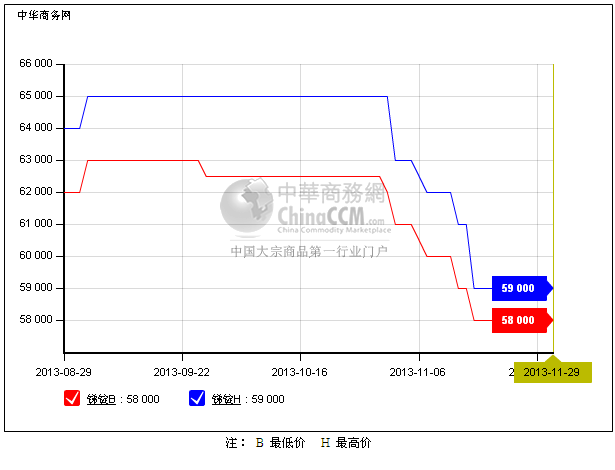 中华商务网
66 000
65 000
64 000
63 000
62 000
61 000
60 000
59 000
58 000
中華商務網
ChinaCCM.com
China Commodity Marketplace
中国大宗商品第一行业门户
59 000
58 000
2013-08-29
2013-09-22
2013-10-16
2013-11-06
2013-11-29
锑锭B : 58 000
锑锭H : 59 000
注： B 最低价 H 最高价